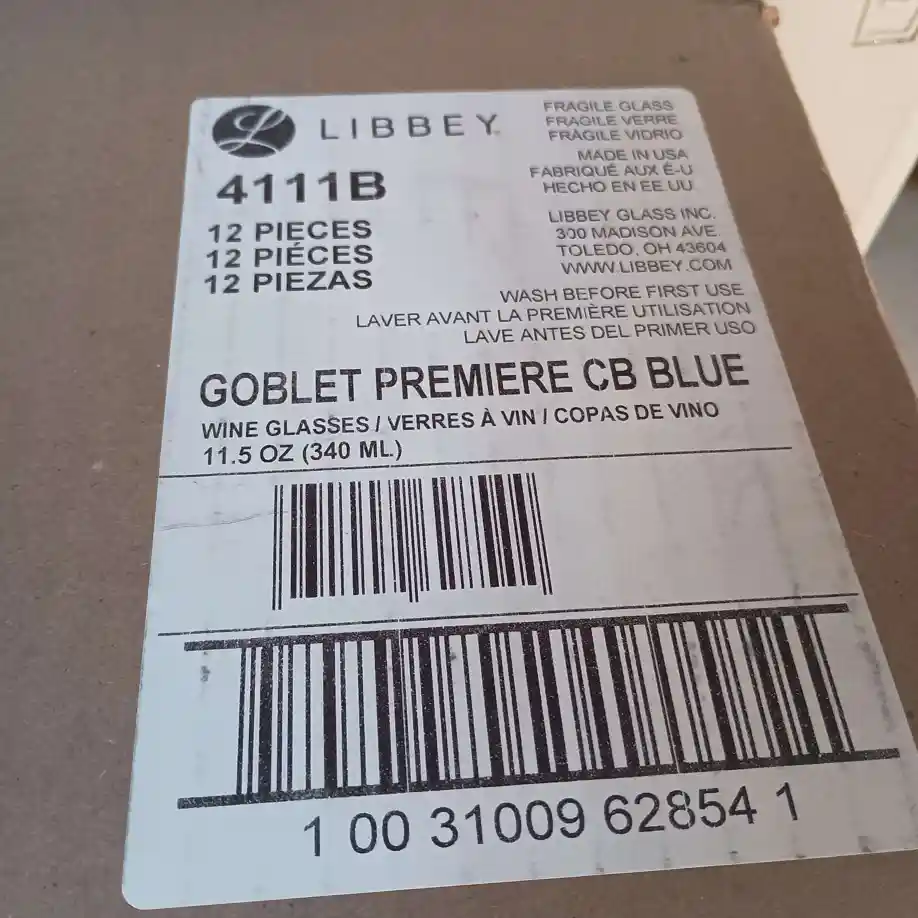 LIBBEY
4111B
12 PIECES
12 PIÉCES
12 PIEZAS
FRAGILE GLASS
FRAGILE VERRE
FRAGILE VIDRIO
MADE IN USA
FABRIQUÉ AUX É-U
HECHO EN EE UU
LIBBEY GLASS INC.
300 MADISON AVE.
TOLEDO, OH 43604
WWW.LIBBEY.COM
WASH BEFORE FIRST USE
LAVER AVANT LA PREMIÈRE UTILISATION
LAVE ANTES DEL PRIMER USO
GOBLET PREMIERE CB BLUE
WINE GLASSES / VERRES À VIN / COPAS DE VINO
11.5 OZ (340 ML)
1 00 31009 62854 1